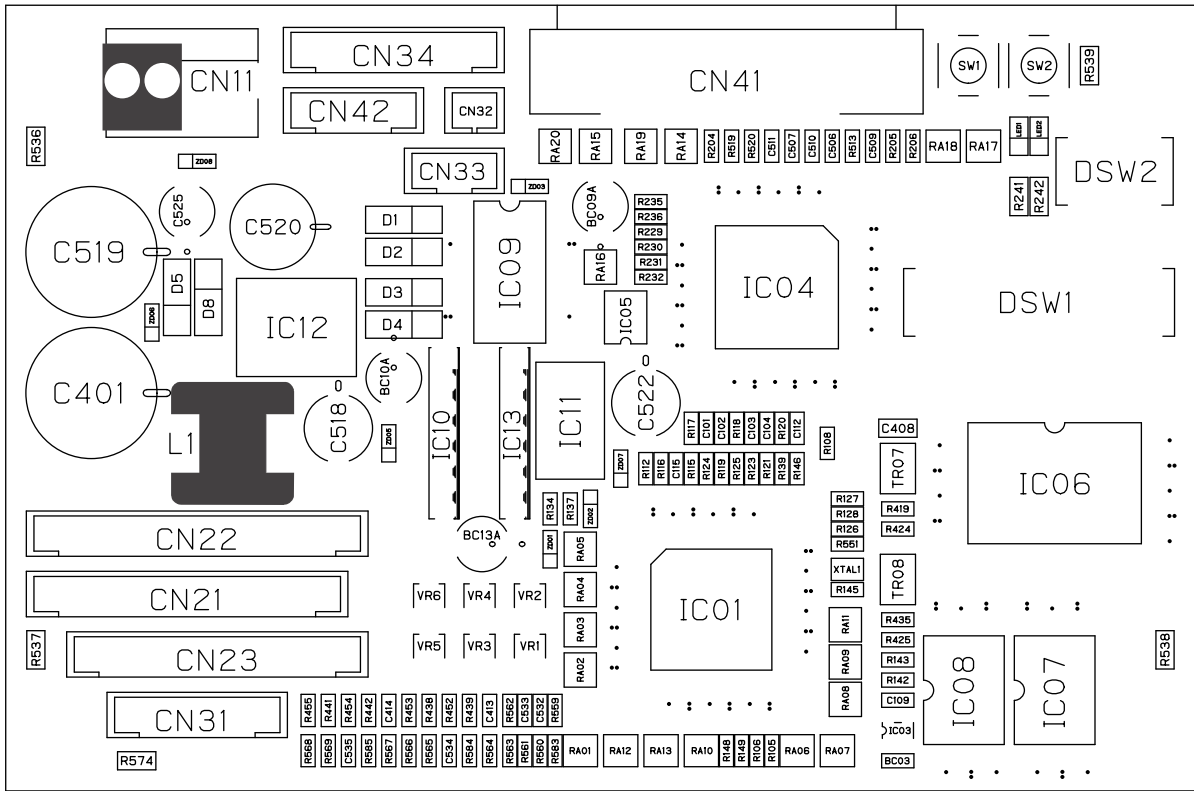 CN34
CN11
CN41
SW1
SW2
R539
CN42
CN32
R536
ZD08
CN33
ZD03
RA20
RA15
RA19
RA14
R204
R519
R520
C511
C507
C510
C506
R513
C509
R205
R206
RA18
RA17
LED1
LED2
DSW2
R241
R242
C525
C520
C519
D1
D2
D3
D4
D5
D8
ZD06
IC12
IC09
BC09A
RA16
IC05
R235
R236
R229
R230
R231
R232
IC04
DSW1
C401
L1
C518
BC10A
ZD05
IC10
IC13
IC11
C522
ZD07
R117
C101
C102
R118
C103
C104
R120
C112
R108
R112
R116
C115
R115
R124
R119
R125
R123
R121
R139
R146
C408
TR07
R419
R424
IC06
CN22
CN21
CN23
CN31
R537
R574
BC13A
R134
R137
ZD02
ZD01
RA05
RA04
RA03
RA02
VR6
VR4
VR2
VR5
VR3
VR1
IC01
R127
R128
R126
R551
XTAL1
R145
RA11
RA09
RA08
TR08
R435
R425
R143
R142
C109
IC03
BC03
IC08
IC07
R538
R455
R441
R454
R442
C414
R453
R438
R452
R439
C413
R562
C533
C532
R559
R568
R569
C535
R585
R567
R566
R565
C534
R584
R564
R563
R561
R560
R583
RA01
RA12
RA13
RA10
R148
R149
R106
R105
RA06
RA07